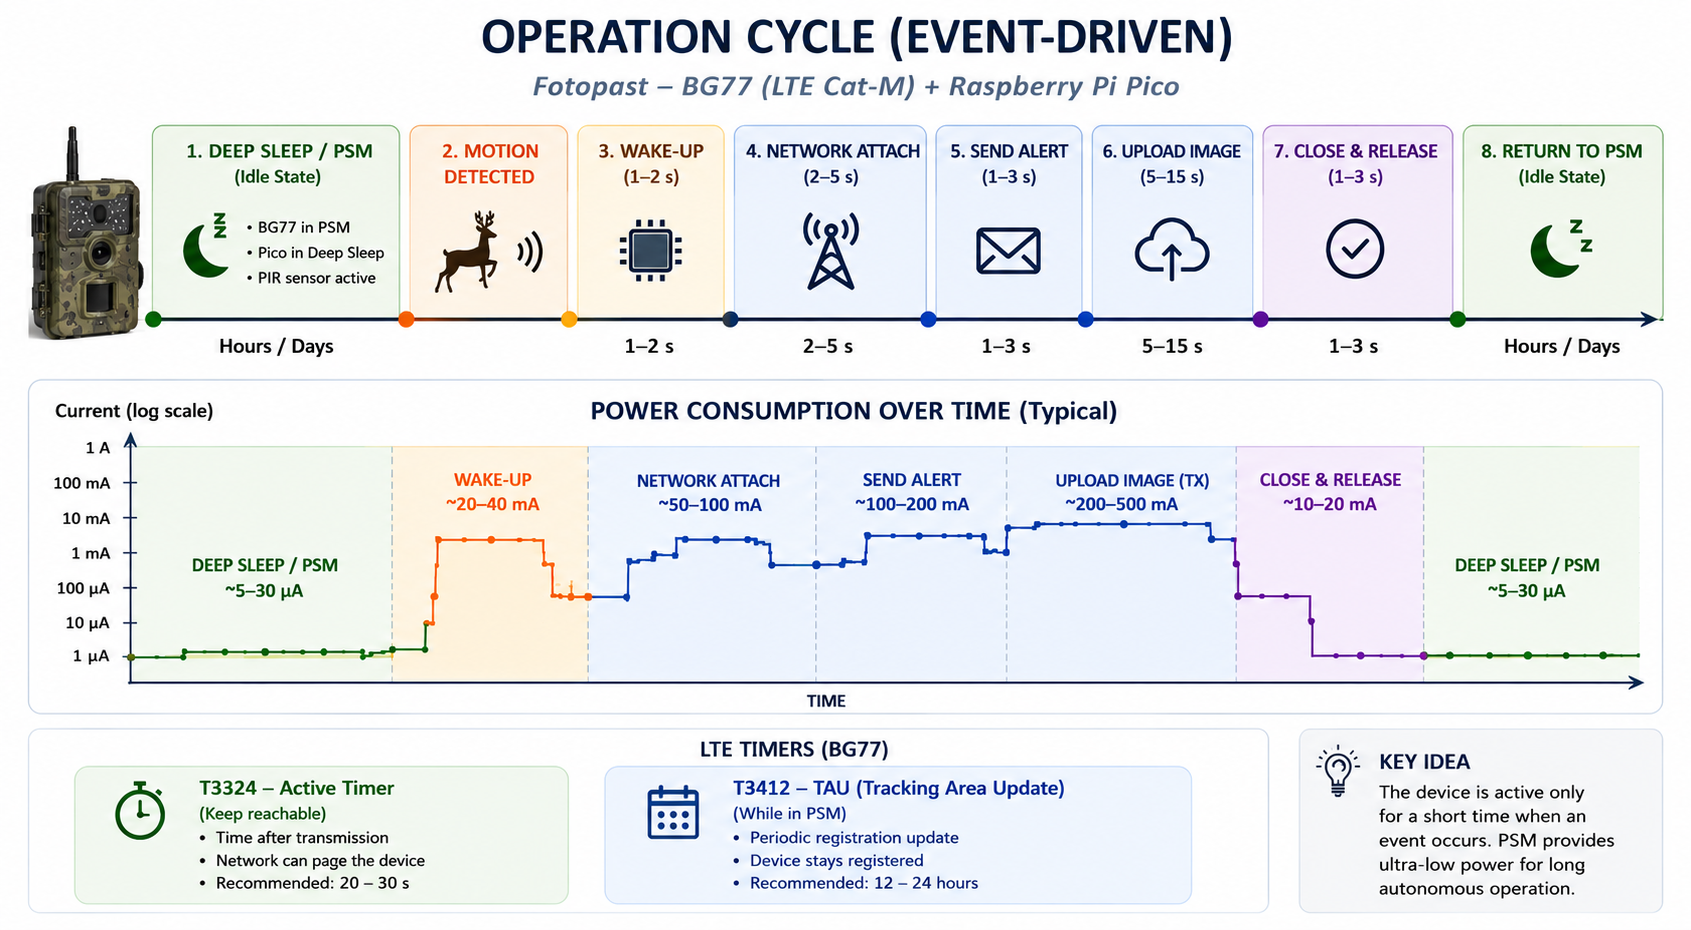 OPERATION CYCLE (EVENT-DRIVEN)
Fotopast – BG77 (LTE Cat-M) + Raspberry Pi Pico
1. DEEP SLEEP / PSM
(Idle State)
z
z
z
• BG77 in PSM
• Pico in Deep Sleep
• PIR sensor active
2. MOTION
DETECTED
3. WAKE-UP
(1–2 s)
4. NETWORK ATTACH
(2–5 s)
5. SEND ALERT
(1–3 s)
6. UPLOAD IMAGE
(5–15 s)
7. CLOSE & RELEASE
(1–3 s)
8. RETURN TO PSM
(Idle State)
z
z
Hours / Days
1–2 s
2–5 s
1–3 s
5–15 s
1–3 s
Hours / Days
Current (log scale)
POWER CONSUMPTION OVER TIME (Typical)
1 A
100 mA
10 mA
1 mA
100 µA
10 µA
1 µA
DEEP SLEEP / PSM
~5–30 µA
WAKE-UP
~20–40 mA
NETWORK ATTACH
~50–100 mA
SEND ALERT
~100–200 mA
UPLOAD IMAGE (TX)
~200–500 mA
CLOSE & RELEASE
~10–20 mA
DEEP SLEEP / PSM
~5–30 µA
TIME
LTE TIMERS (BG77)
T3324 – Active Timer
(Keep reachable)
• Time after transmission
• Network can page the device
• Recommended: 20 – 30 s
T3412 – TAU (Tracking Area Update)
(While in PSM)
• Periodic registration update
• Device stays registered
• Recommended: 12 – 24 hours
KEY IDEA
The device is active only
for a short time when an
event occurs. PSM provides
ultra-low power for long
autonomous operation.